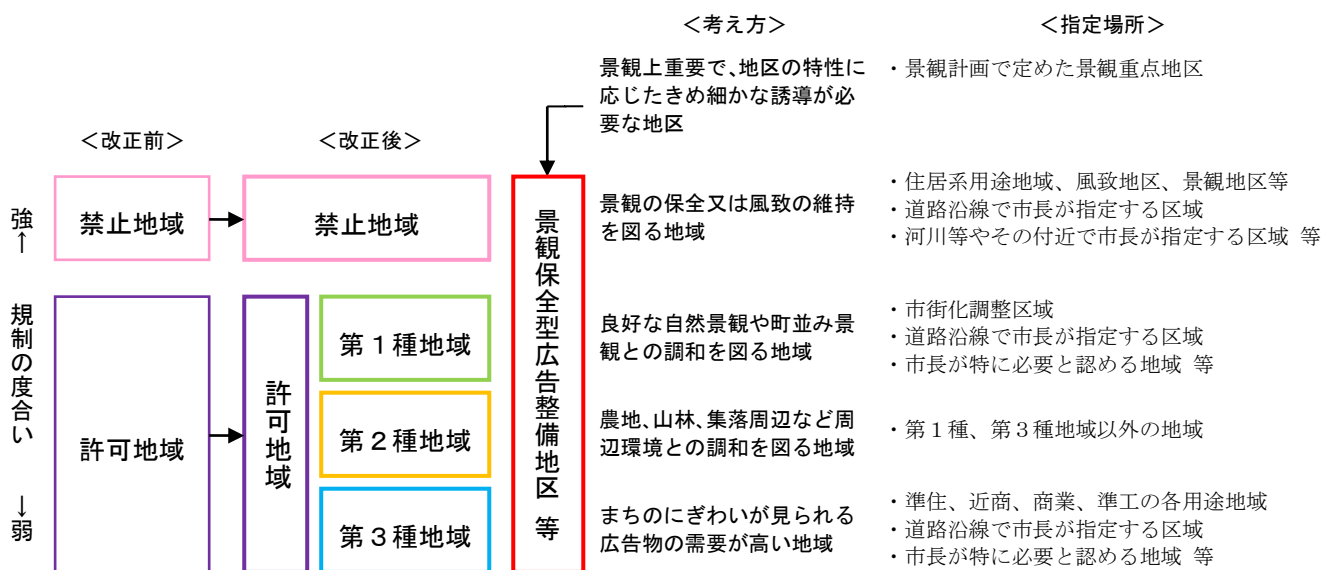 ＜考え方＞
＜指定場所＞
景観上重要で、地区の特性に
応じたきめ細かな誘導が必
要な地区
・景観計画で定めた景観重点地区
＜改正前＞
＜改正後＞
強↑
規制の度合い
↓弱
禁止地域
禁止地域
景観保全型広告整備地区 等
景観の保全又は風致の維持
を図る地域
・住居系用途地域、風致地区、景観地区等
・道路沿線で市長が指定する区域
・河川等やその付近で市長が指定する区域 等
許可地域
許可地域
第１種地域
良好な自然景観や町並み景
観との調和を図る地域
・市街化調整区域
・道路沿線で市長が指定する区域
・市長が特に必要と認める地域 等
第２種地域
農地、山林、集落周辺など周
辺環境との調和を図る地域
・第１種、第３種地域以外の地域
第３種地域
まちのにぎわいが見られる
広告物の需要が高い地域
・準住、近商、商業、準工の各用途地域
・道路沿線で市長が指定する区域
・市長が特に必要と認める地域 等